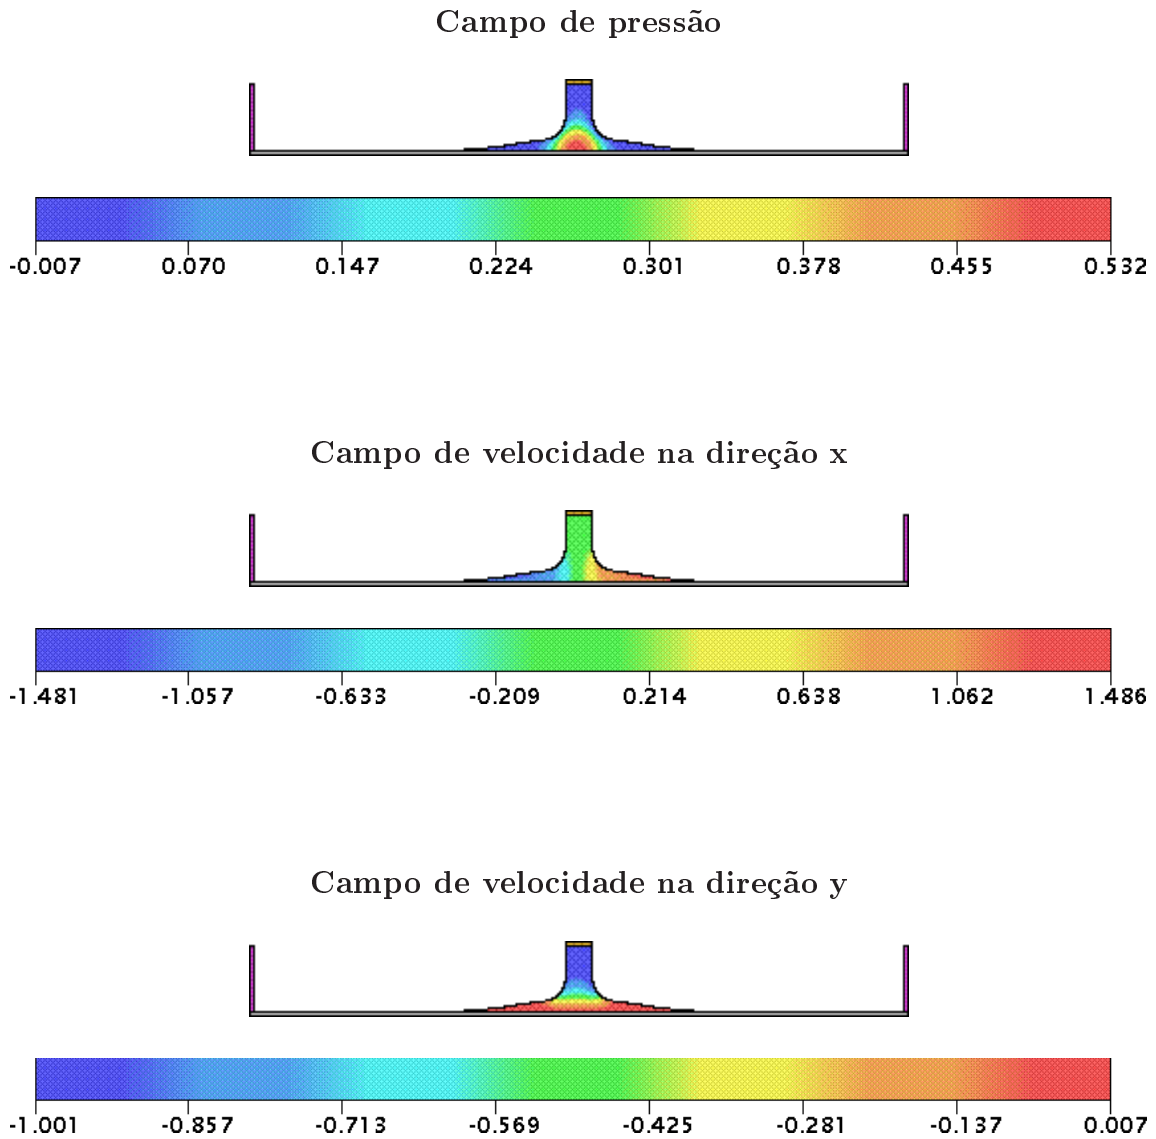 Campo de pressão
-0.007 0.070 0.147 0.224 0.301 0.378 0.455 0.532
Campo de velocidade na direção x
-1.481 -1.057 -0.633 -0.209 0.214 0.638 1.062 1.486
Campo de velocidade na direção y
-1.001 -0.857 -0.713 -0.569 -0.425 -0.281 -0.137 0.007